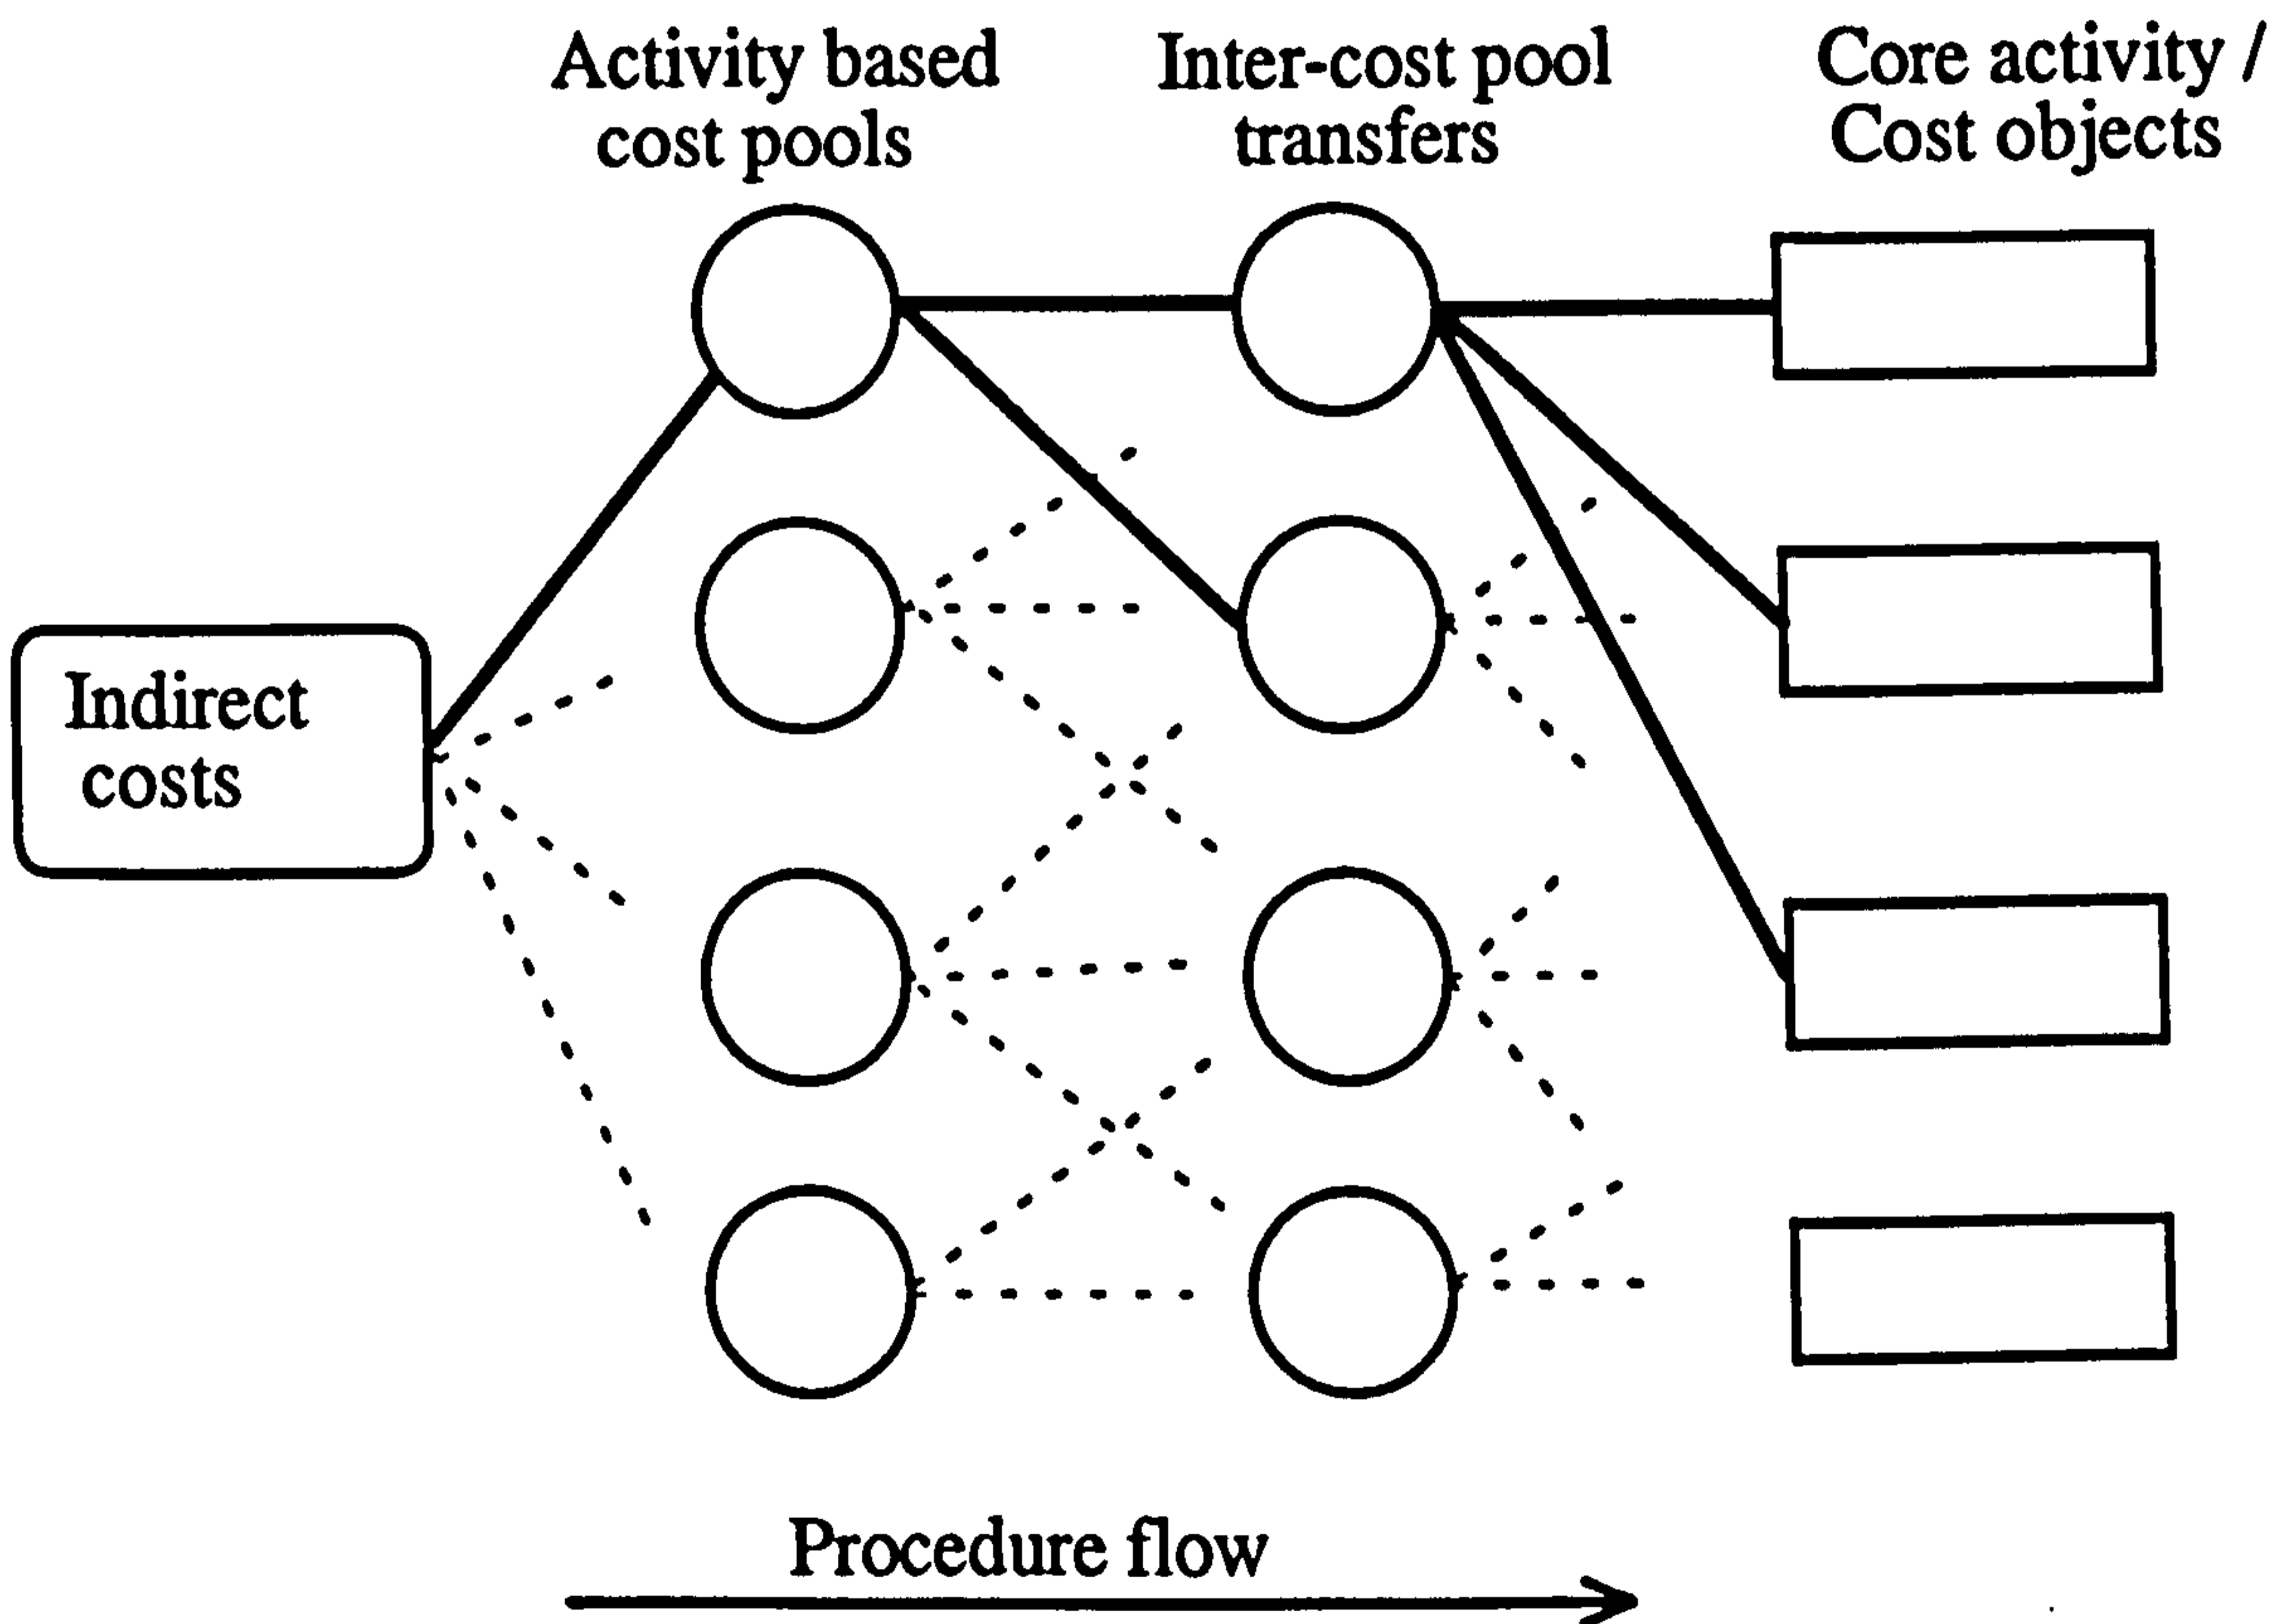 Activity based
cost pools
Inter-cost pool
transfers
Core activity /
Cost objects
Indirect
costs
Procedure flow